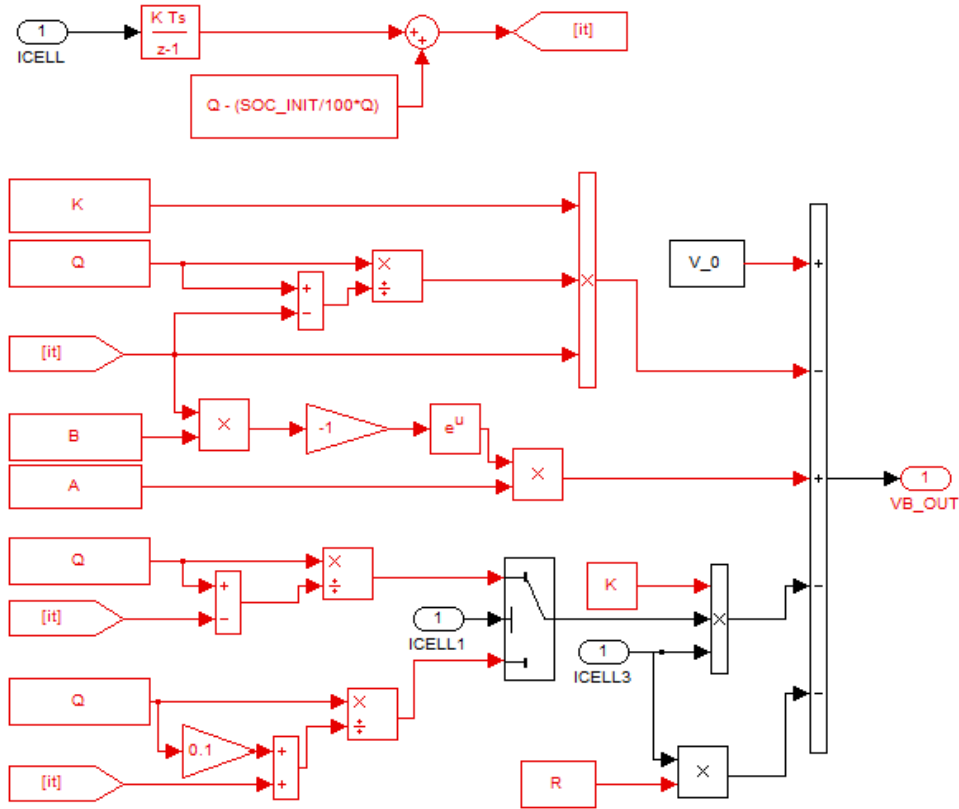 1
ICELL
K Ts
z-1
+
+
[it]
Q - (SOC_INIT/100*Q)
K
Q
×
÷
+
−
×
V_0
+
−
[it]
B
×
-1
e^u
A
×
+
1
VB_OUT
Q
×
÷
+
−
[it]
1
ICELL1
K
×
−
1
ICELL3
Q
×
÷
0.1
+
+
[it]
R
×
−